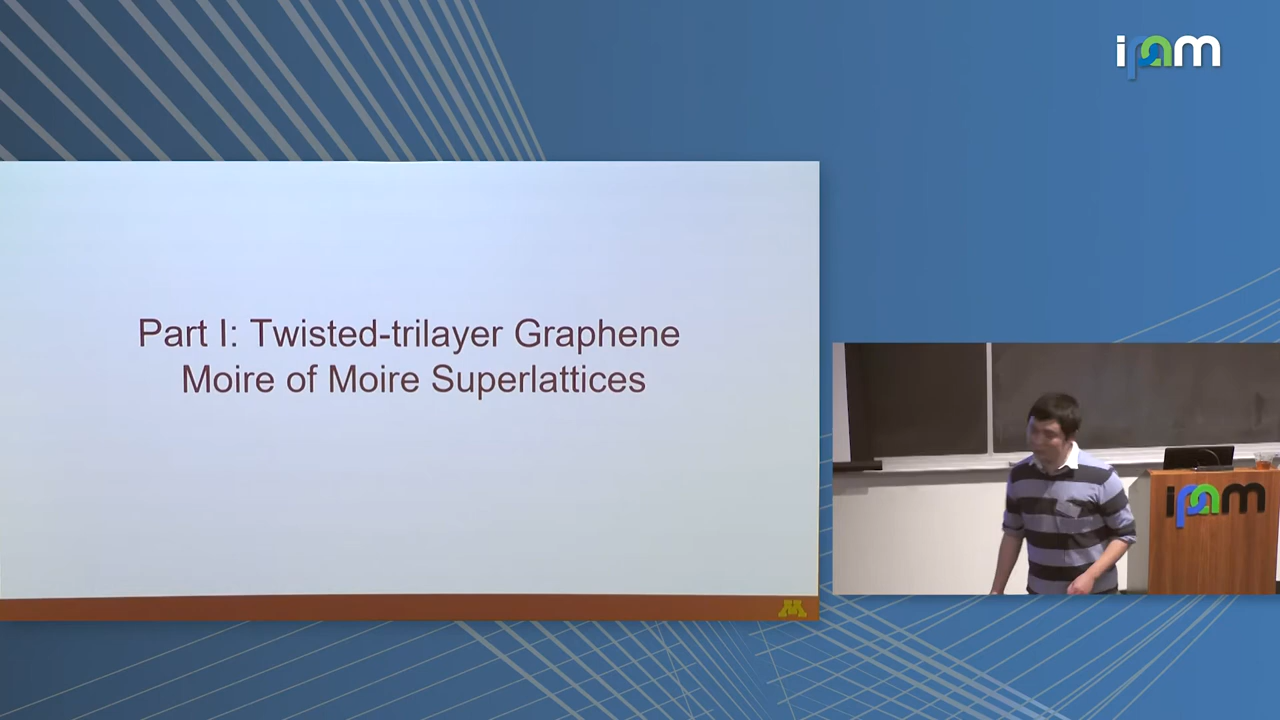 ipam
Part I: Twisted-trilayer Graphene
Moire of Moire Superlattices
ipam
M